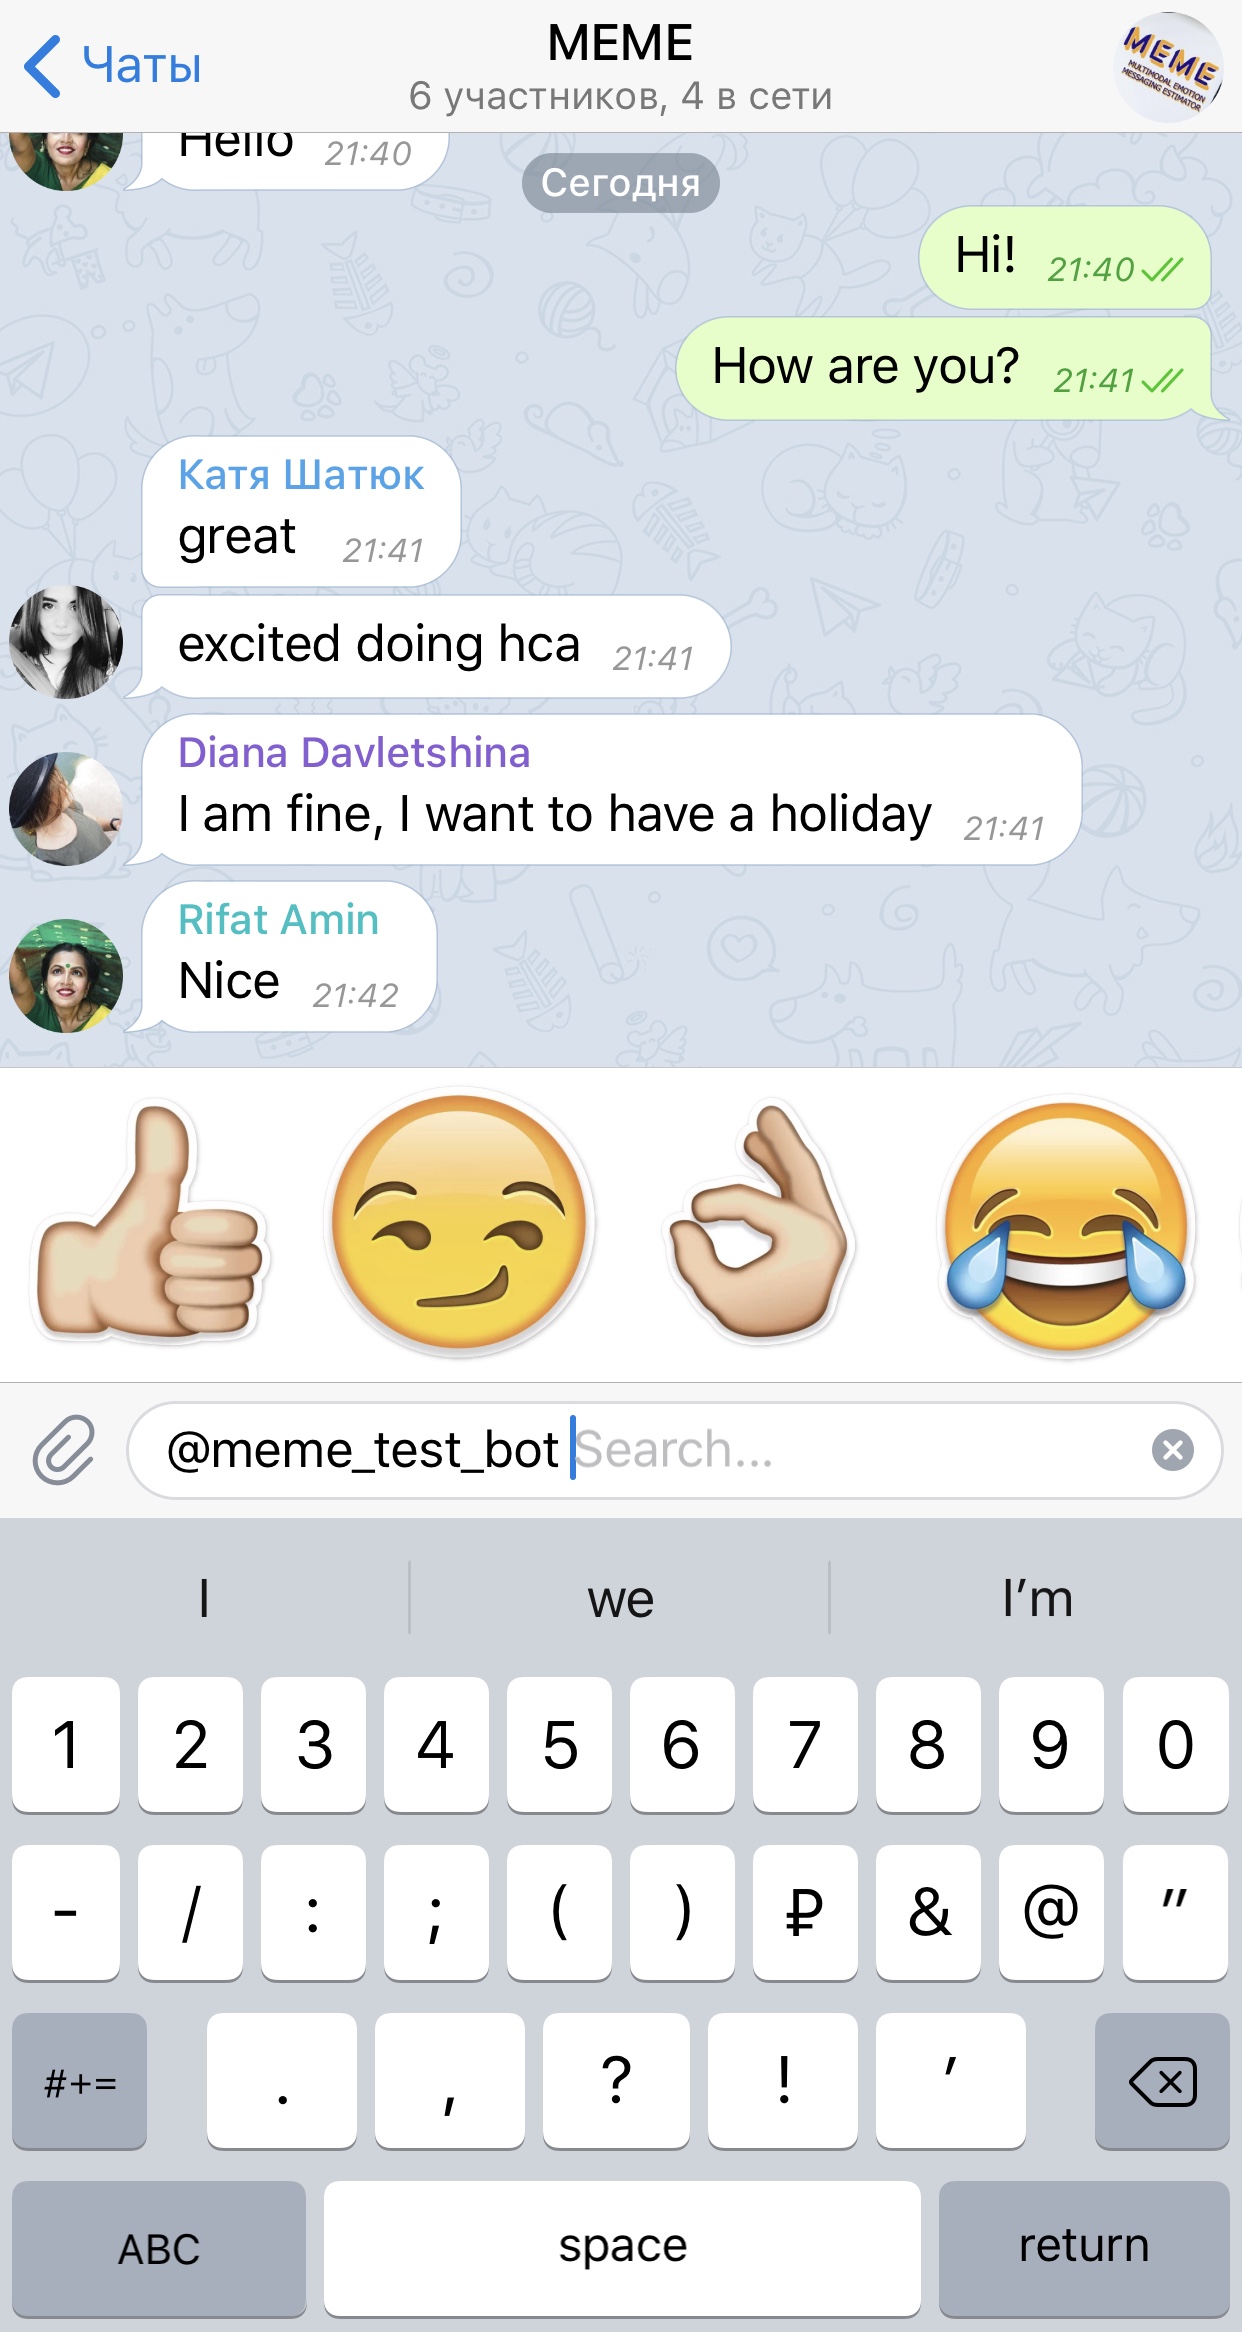 Чаты
MEME
6 участников, 4 в сети
MEME
MULTIMODAL EMOTION
MESSAGING ESTIMATOR
Hello 21:40
Сегодня
Hi! 21:40
How are you? 21:41
Катя Шатюк
great 21:41
excited doing hca 21:41
Diana Davletshina
I am fine, I want to have a holiday 21:41
Rifat Amin
Nice 21:42
@meme_test_bot Search...
I we I'm
1 2 3 4 5 6 7 8 9 0
- / : ; ( ) ₽ & @ "
#+= . , ? ! '
ABC space return